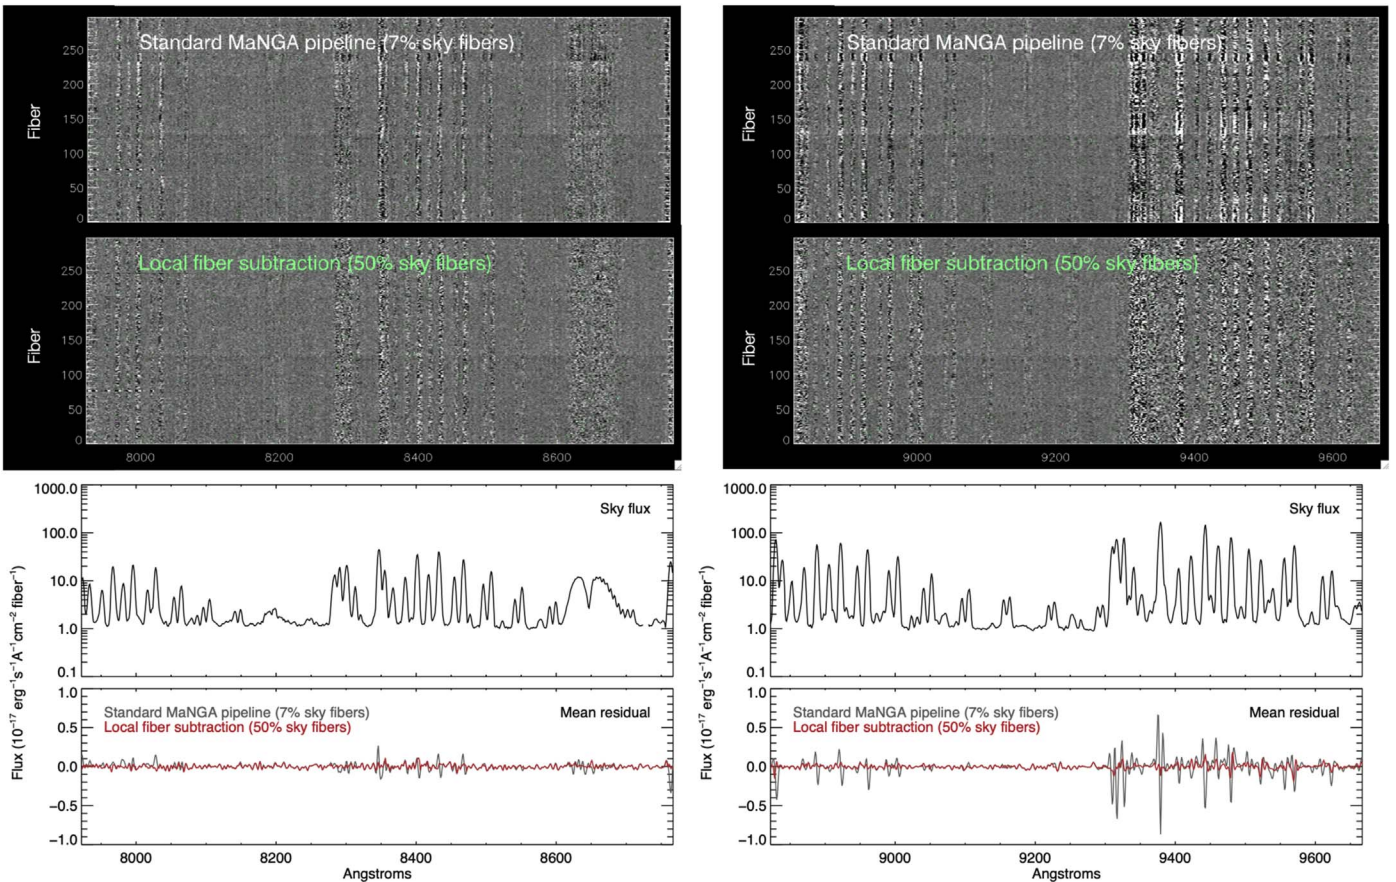 Standard MaNGA pipeline (7% sky fibers)
250
200
150
100
50
0
Fiber
Local fiber subtraction (50% sky fibers)
250
200
150
100
50
0
Fiber
8000 8200 8400 8600
Standard MaNGA pipeline (7% sky fibers)
250
200
150
100
50
0
Fiber
Local fiber subtraction (50% sky fibers)
250
200
150
100
50
0
Fiber
9000 9200 9400 9600
1000.0
100.0
10.0
1.0
0.1
Sky flux
1.0
0.5
0.0
−0.5
−1.0
Standard MaNGA pipeline (7% sky fibers)
Local fiber subtraction (50% sky fibers)
Mean residual
Flux (10⁻¹⁷ erg⁻¹s⁻¹A⁻¹cm⁻² fiber⁻¹)
8000 8200 8400 8600
Angstroms
1000.0
100.0
10.0
1.0
0.1
Sky flux
1.0
0.5
0.0
−0.5
−1.0
Standard MaNGA pipeline (7% sky fibers)
Local fiber subtraction (50% sky fibers)
Mean residual
Flux (10⁻¹⁷ erg⁻¹s⁻¹A⁻¹cm⁻² fiber⁻¹)
9000 9200 9400 9600
Angstroms